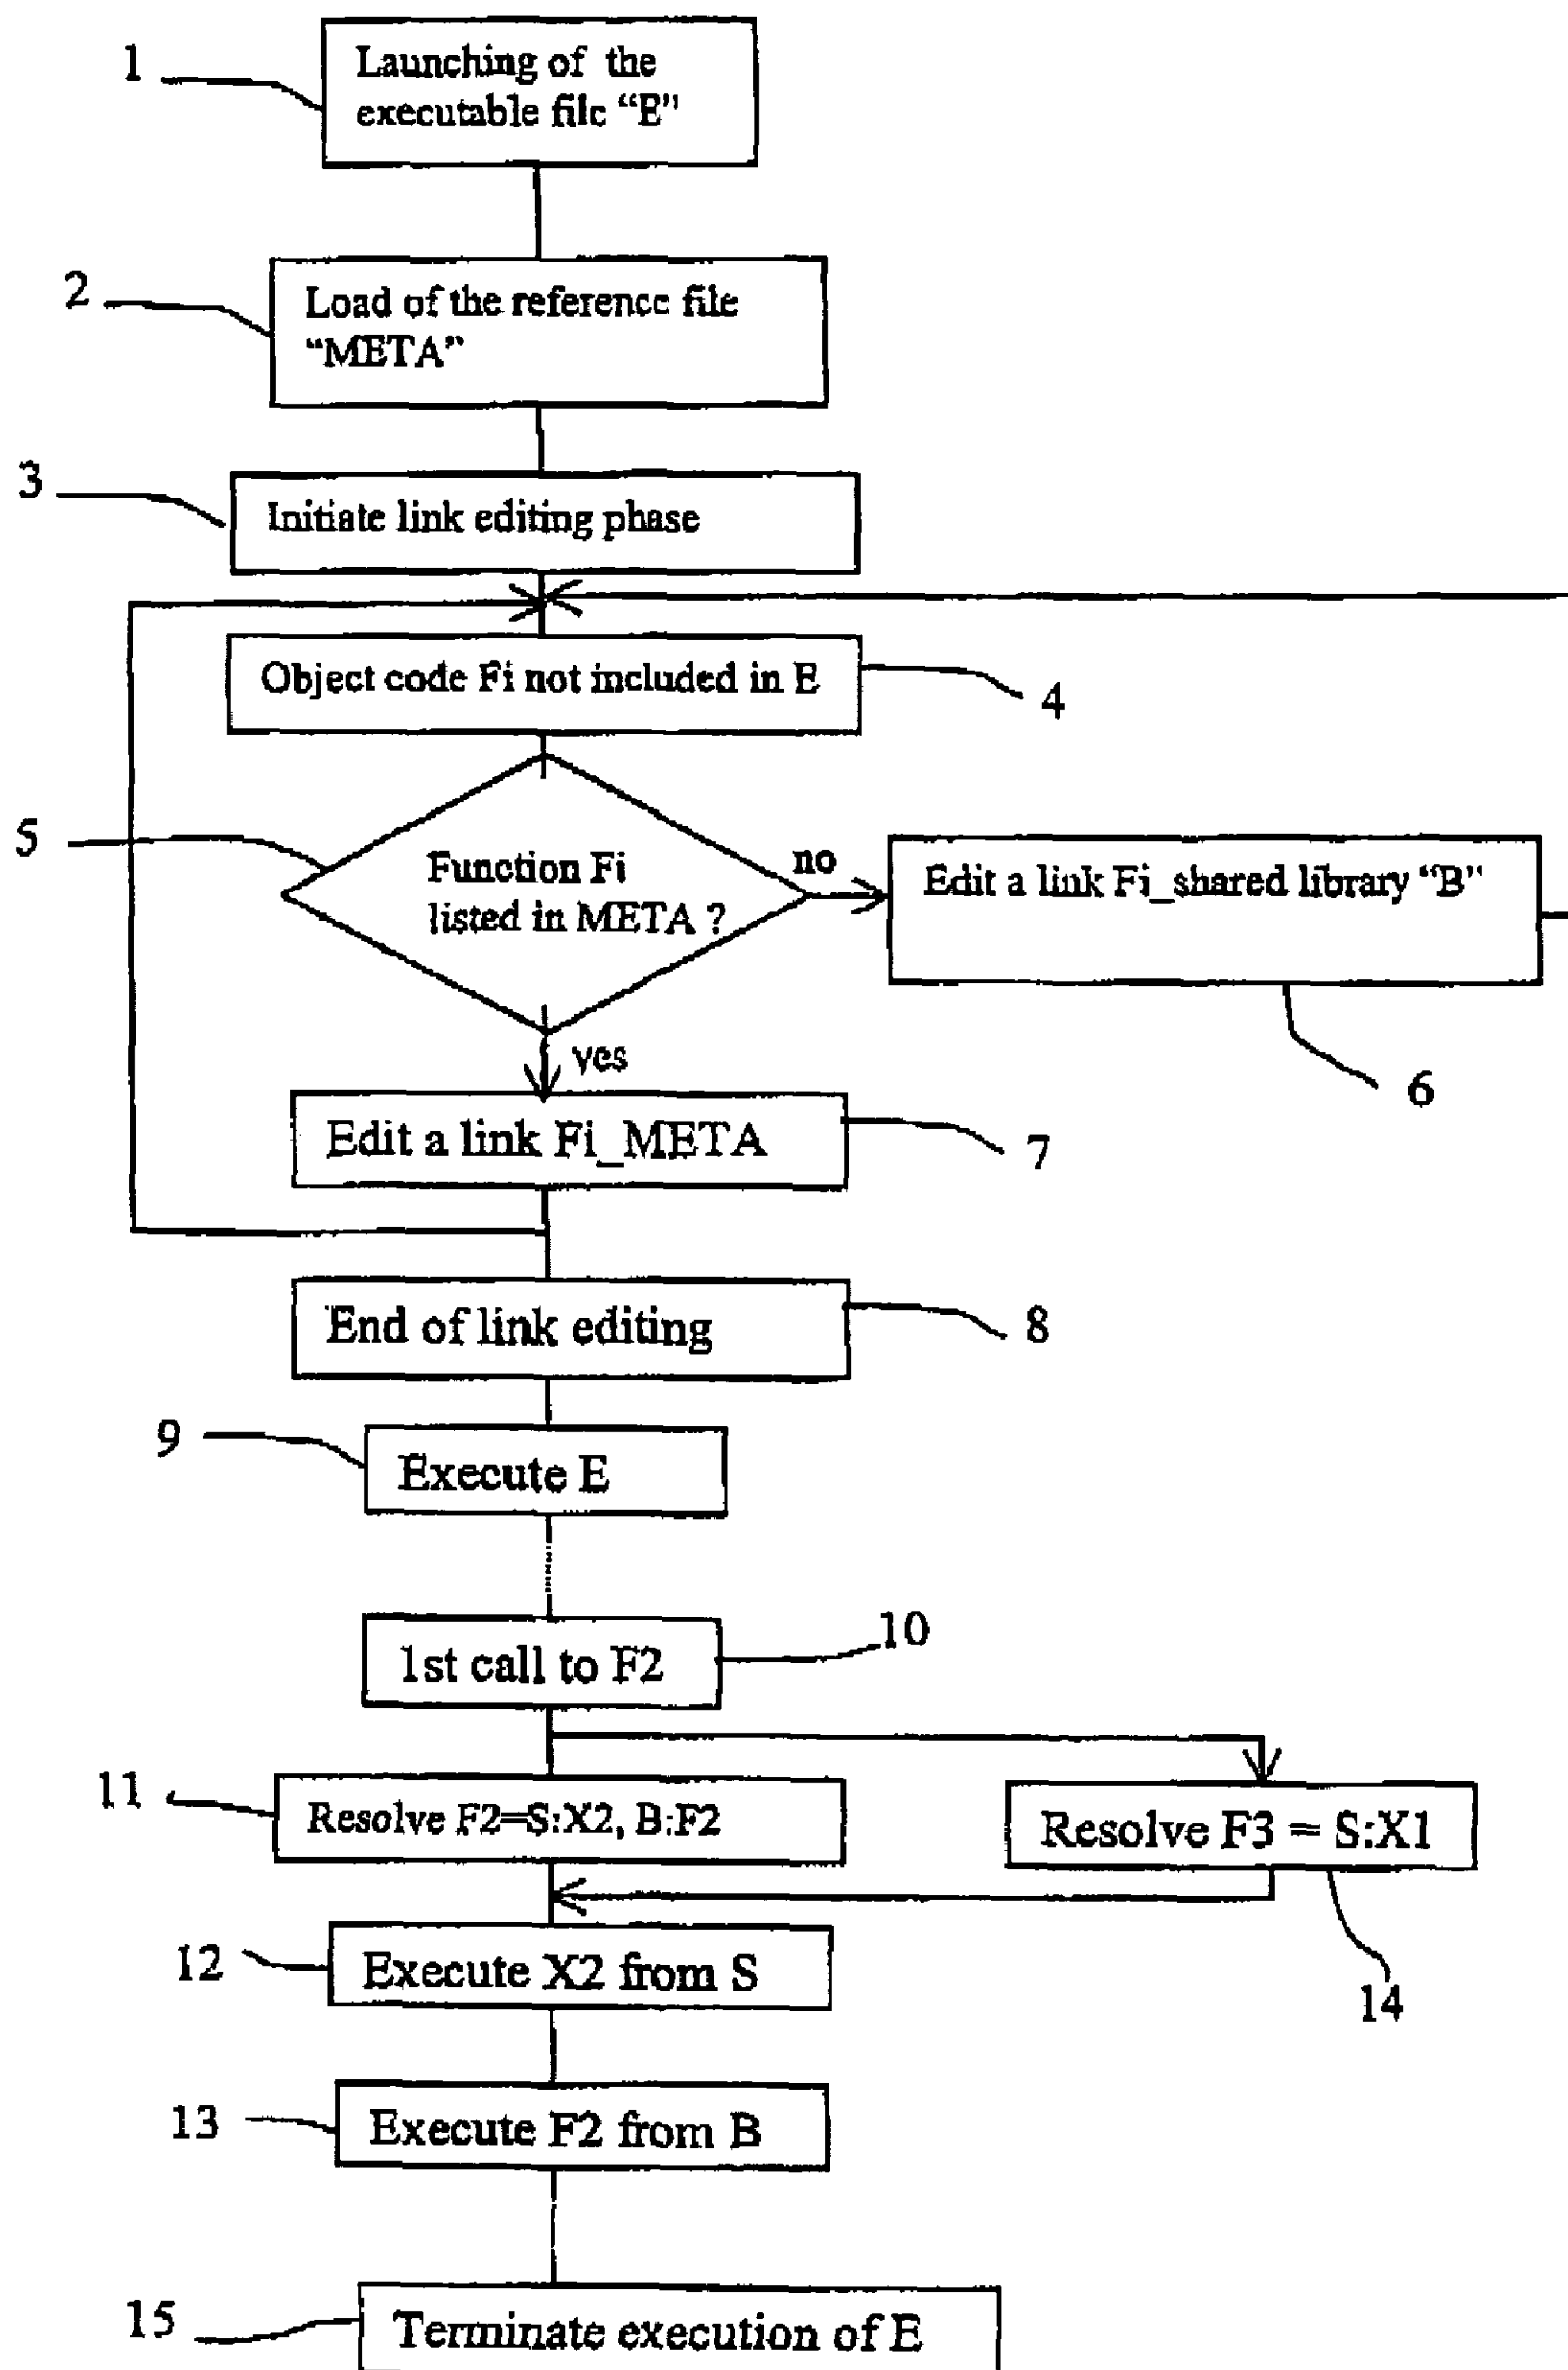 1
Launching of the
executable file “E”
2
Load of the reference file
“META”
3
Initiate link editing phase
Object code Fi not included in E
4
5
Function Fi
listed in META ?
no
Edit a link Fi_shared library “B”
6
yes
Edit a link Fi_META
7
End of link editing
8
9
Execute E
1st call to F2
10
11
Resolve F2=S:X2, B:F2
Resolve F3 = S:X1
14
12
Execute X2 from S
13
Execute F2 from B
15
Terminate execution of E